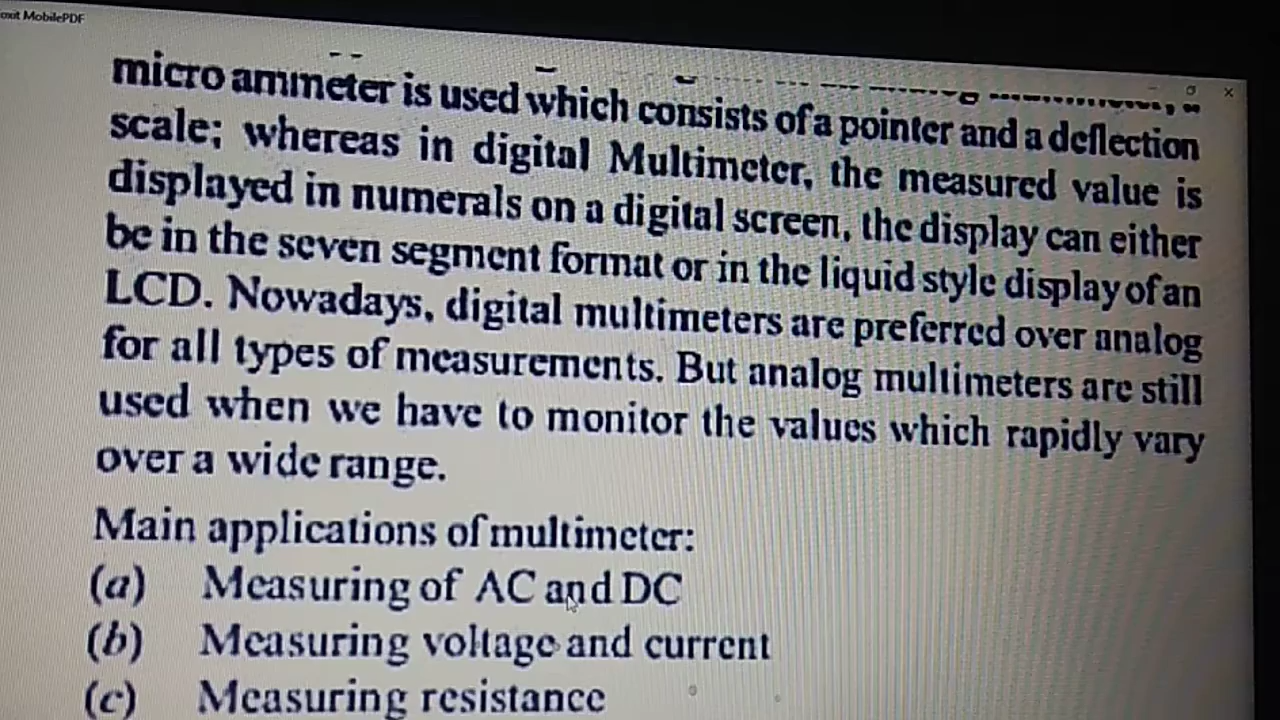 oxit MobilePDF
micro ammeter is used which consists of a pointer and a deflection
scale; whereas in digital Multimeter, the measured value is
displayed in numerals on a digital screen, the display can either
be in the seven segment format or in the liquid style display of an
LCD. Nowadays, digital multimeters are preferred over analog
for all types of measurements. But analog multimeters are still
used when we have to monitor the values which rapidly vary
over a wide range.
Main applications of multimeter:
(a) Measuring of AC and DC
(b) Measuring voltage and current
(c) Measuring resistance